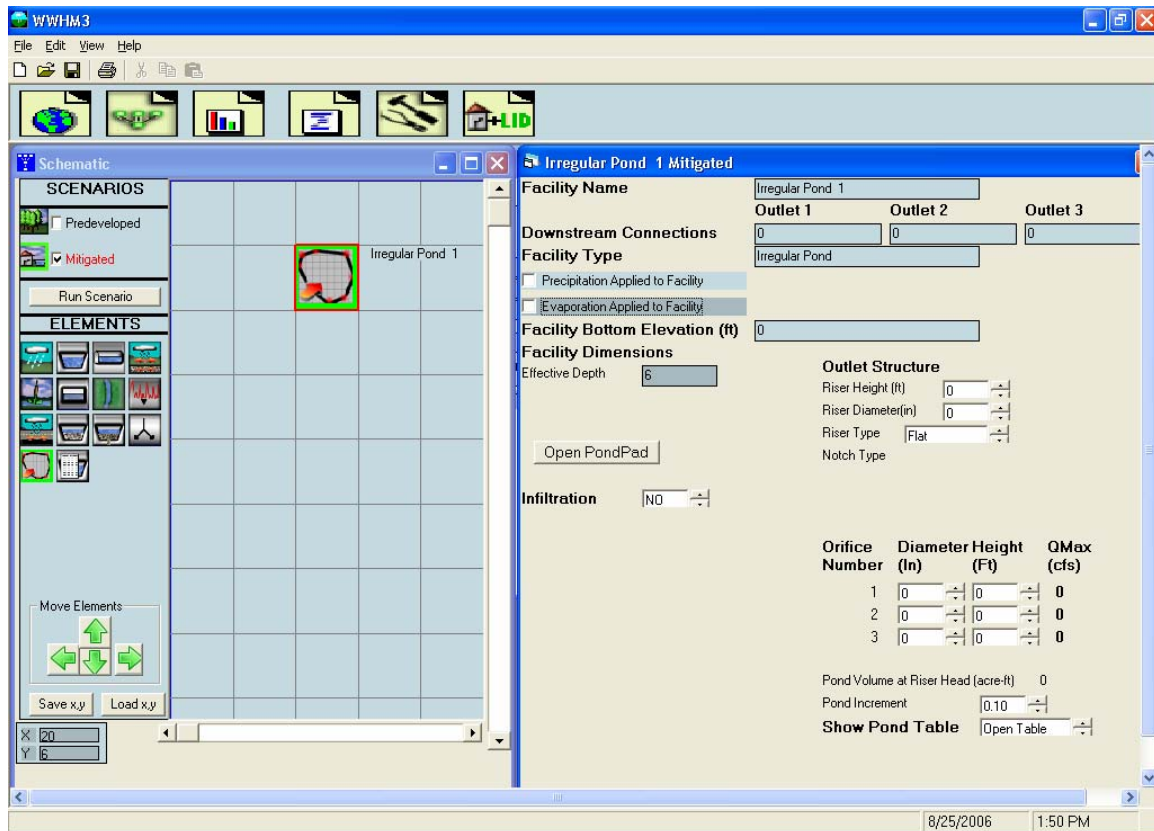 WWHM3
File Edit View Help
+LID
Schematic
SCENARIOS
Predeveloped
Mitigated
Run Scenario
ELEMENTS
Move Elements
Save x,y Load x,y
X 20
Y 6
Irregular Pond 1
Irregular Pond 1 Mitigated
Facility Name Irregular Pond 1
Outlet 1 Outlet 2 Outlet 3
Downstream Connections 0 0 0
Facility Type Irregular Pond
Precipitation Applied to Facility
Evaporation Applied to Facility
Facility Bottom Elevation (ft) 0
Facility Dimensions
Effective Depth 6
Open PondPad
Infiltration NO
Outlet Structure
Riser Height (ft) 0
Riser Diameter(in) 0
Riser Type Flat
Notch Type
Orifice Diameter Height QMax
Number (In) (Ft) (cfs)
1 0 0 0
2 0 0 0
3 0 0 0
Pond Volume at Riser Head (acre-ft) 0
Pond Increment 0.10
Show Pond Table Open Table
8/25/2006 1:50 PM